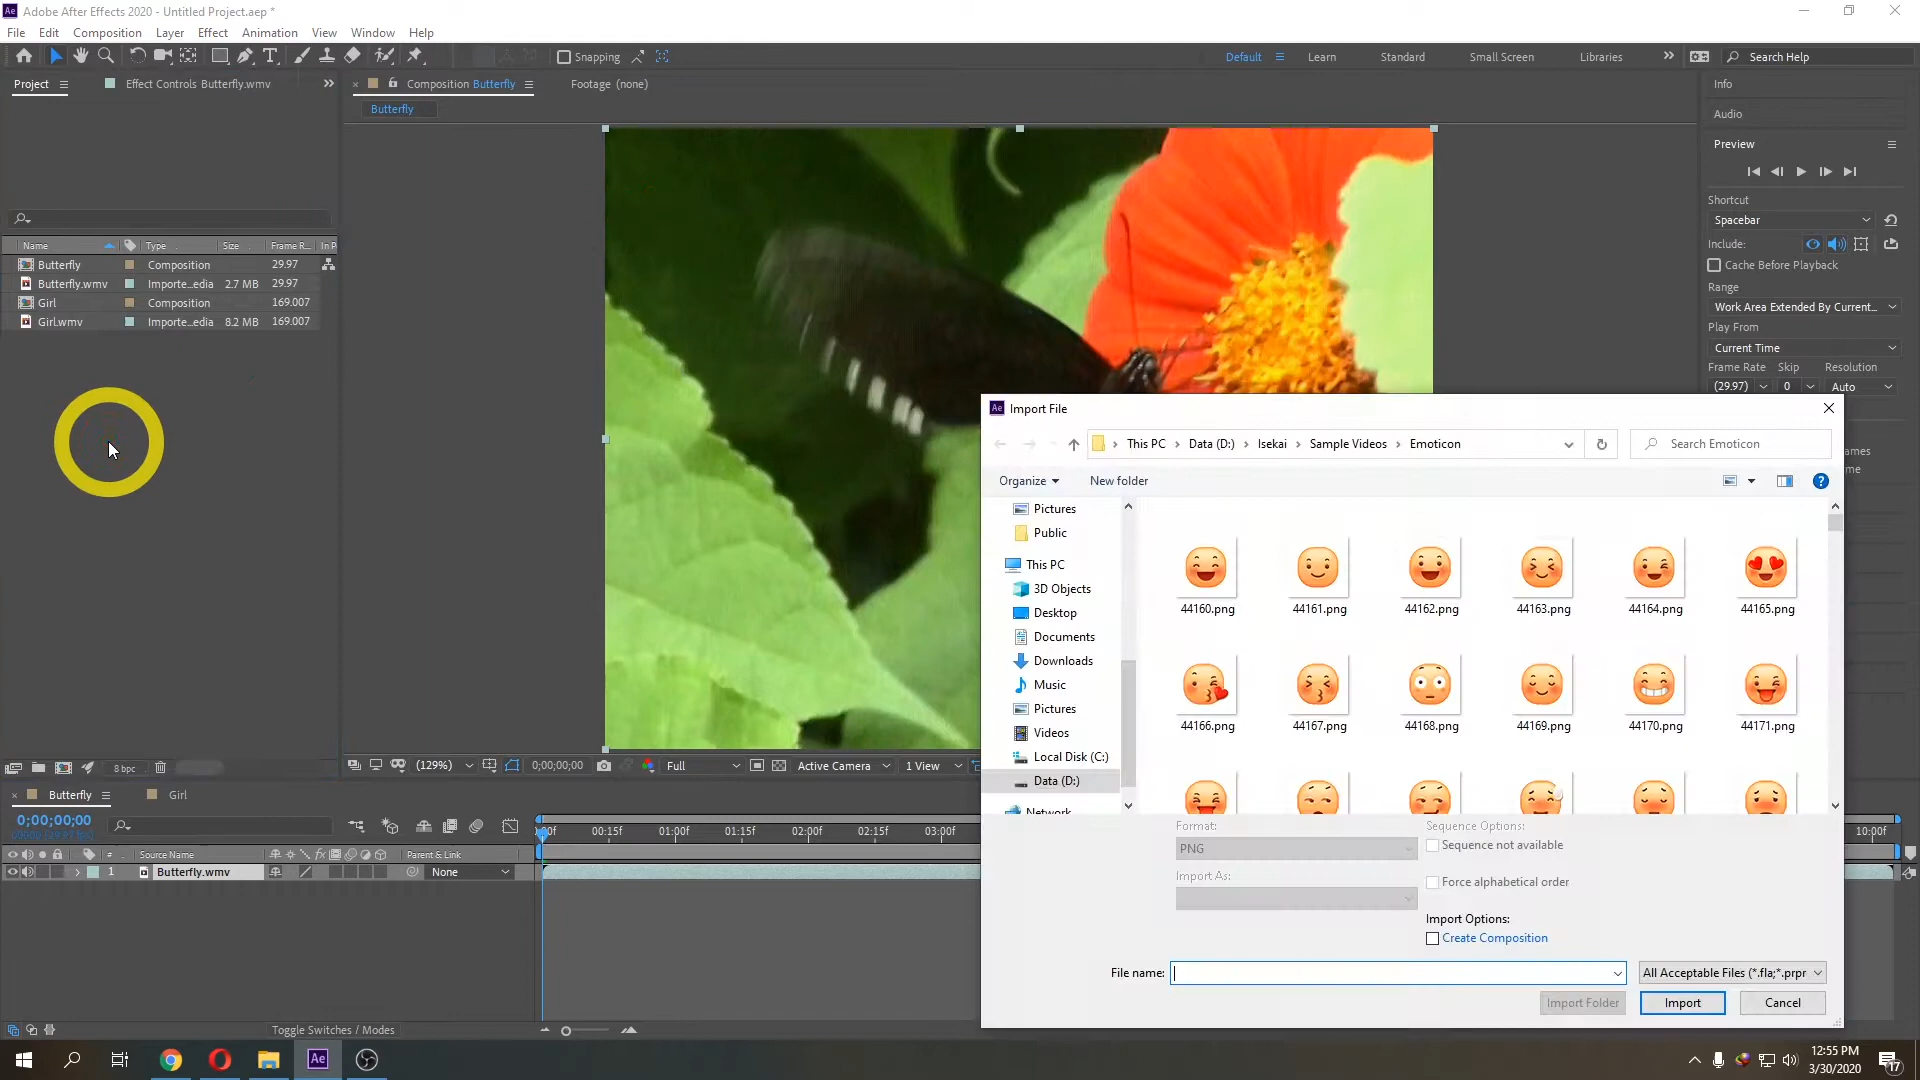 Adobe After Effects 2020 - Untitled Project.aep *
File Edit Composition Layer Effect Animation View Window Help
Snapping Default Learn Standard Small Screen Libraries Search Help
Project Effect Controls Butterfly.wmv Composition Butterfly Footage (none)
Butterfly
Info
Audio
Preview
Shortcut
Spacebar
Include:
Cache Before Playback
Range
Work Area Extended By Current...
Play From
Current Time
Frame Rate Skip Resolution
(29.97) 0 Auto
Name Type Size Frame R... In P
Butterfly Composition 29.97
Butterfly.wmv Importe...edia 2.7 MB 29.97
Girl Composition 169.007
Girl.wmv Importe...edia 8.2 MB 169.007
Import File
This PC Data (D:) Isekai Sample Videos Emoticon Search Emoticon
Organize New folder
Pictures
Public
This PC
3D Objects
Desktop
Documents
Downloads
Music
Pictures
Videos
Local Disk (C:)
Data (D:)
Network
44160.png 44161.png 44162.png 44163.png 44164.png 44165.png
44166.png 44167.png 44168.png 44169.png 44170.png 44171.png
Format:
PNG
Import As:
Sequence Options:
Sequence not available
Force alphabetical order
Import Options:
Create Composition
File name: All Acceptable Files (*.fla;*.prpr
Import Folder Import Cancel
8 bpc (129%) 0;00;00;00 Full Active Camera 1 View
Butterfly Girl
0;00;00;00
00000 (29.97 fps)
00f 00:15f 01:00f 01:15f 02:00f 02:15f 03:00f 10:00f
# Source Name fx Parent & Link
1 Butterfly.wmv None
Toggle Switches / Modes
Ae
12:55 PM
3/30/2020
17